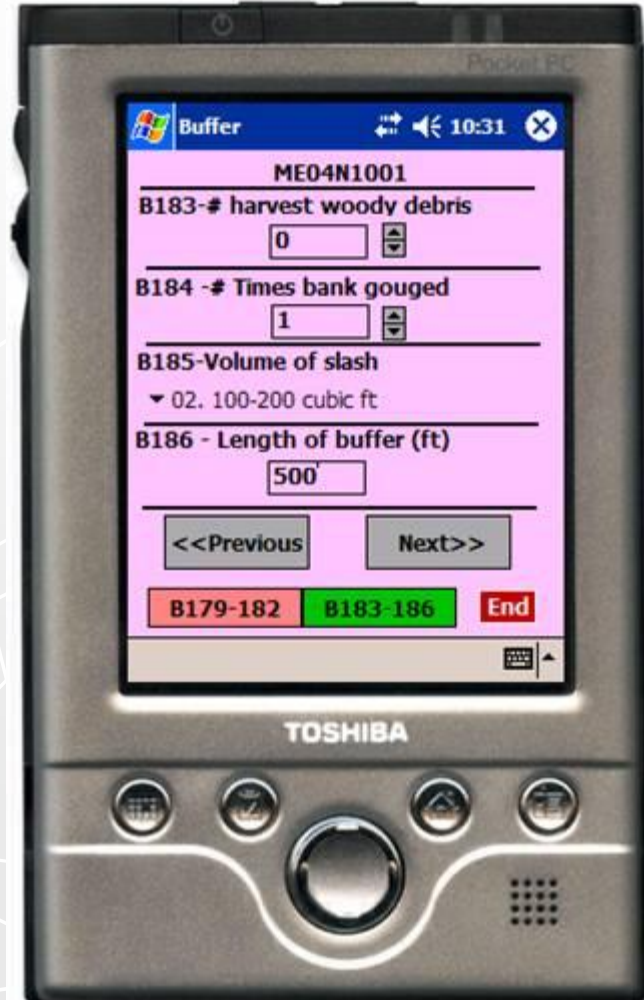 Pocket PC
Buffer 10:31
ME04N1001
B183-# harvest woody debris
0
B184 -# Times bank gouged
1
B185-Volume of slash
02. 100-200 cubic ft
B186 - Length of buffer (ft)
500'
<<Previous Next>>
B179-182 B183-186 End
TOSHIBA